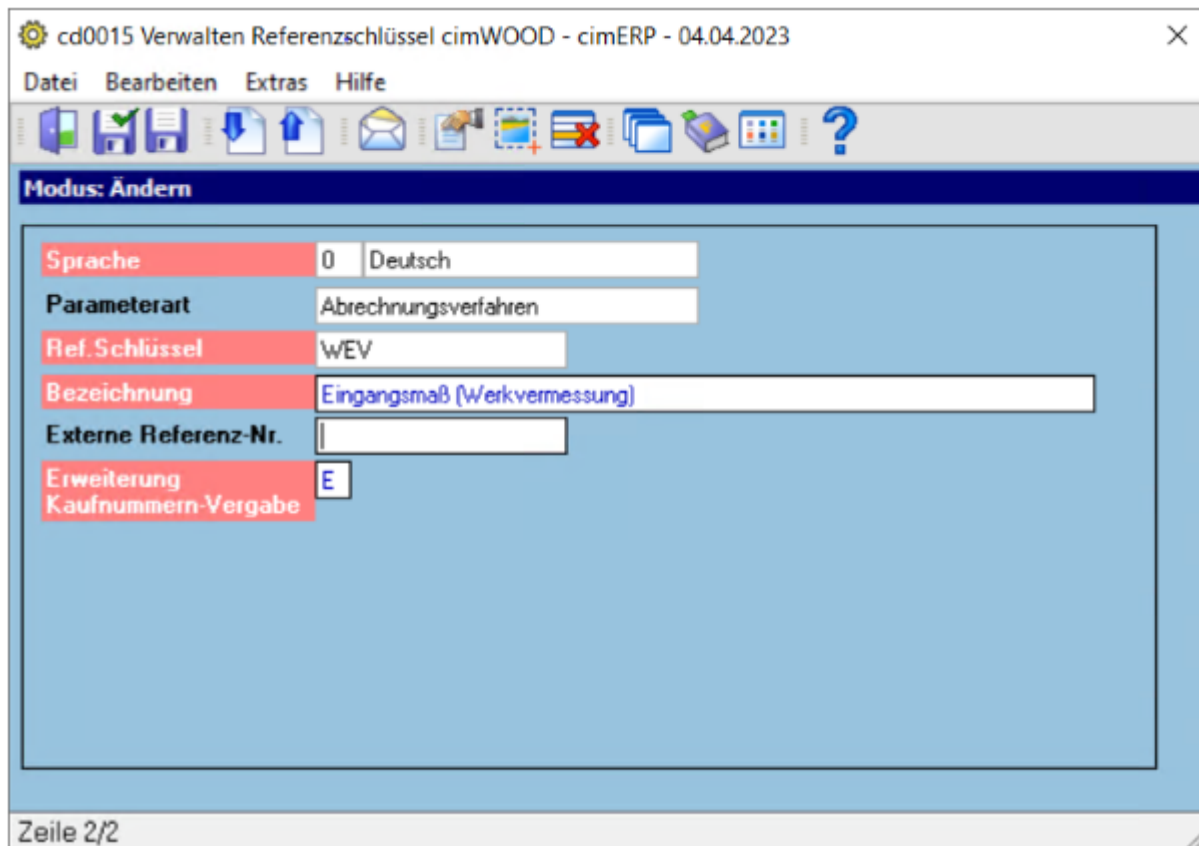 cd0015 Verwalten Referenzschlüssel cimWOOD - cimERP - 04.04.2023
Datei Bearbeiten Extras Hilfe
Modus: Ändern
Sprache 0 Deutsch
Parameterart Abrechnungsverfahren
Ref.Schlüssel WEV
Bezeichnung Eingangsmaß (Werkvermessung)
Externe Referenz-Nr.
Erweiterung E
Kaufnummern-Vergabe
Zeile 2/2